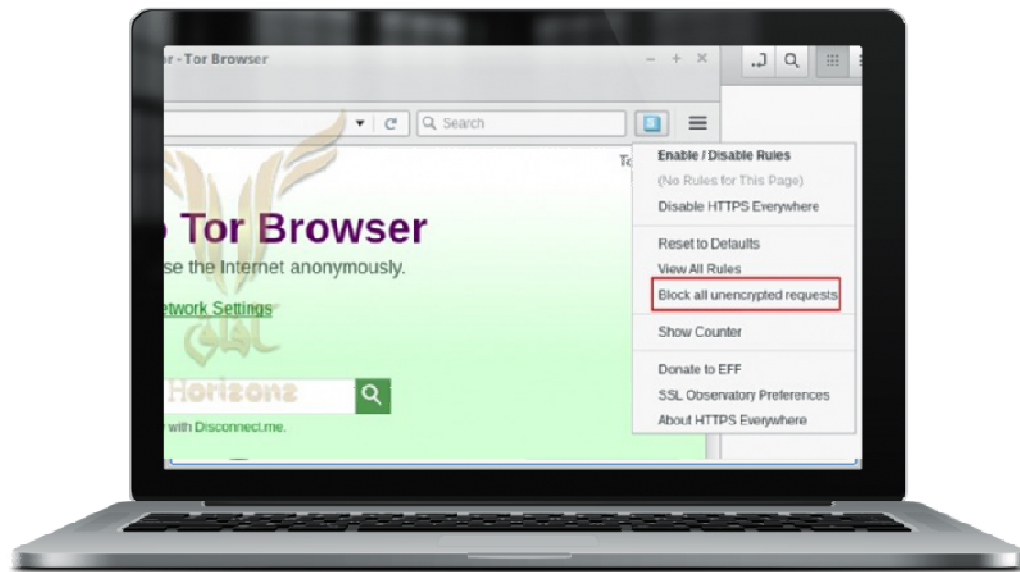 or - Tor Browser
Search
Enable / Disable Rules
(No Rules for This Page)
Disable HTTPS Everywhere
Reset to Defaults
View All Rules
Block all unencrypted requests
Show Counter
Donate to EFF
SSL Observatory Preferences
About HTTPS Everywhere
Tor Browser
se the Internet anonymously.
etwork Settings
آفاق
Horizons
with Disconnect.me.